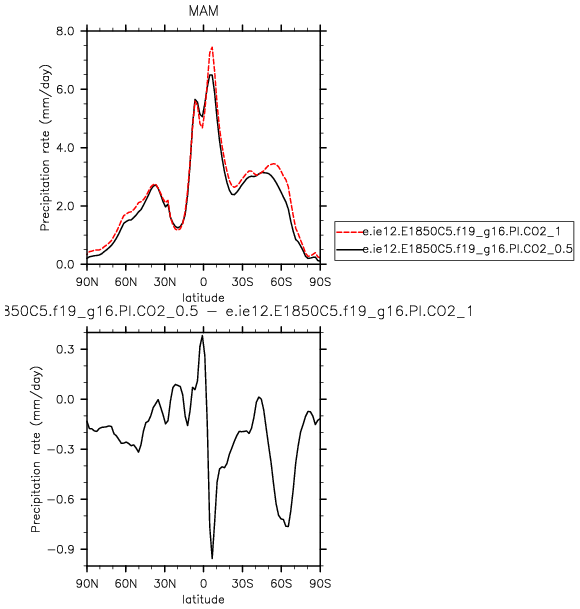 MAM
8.0
6.0
4.0
2.0
0.0
Precipitation rate (mm/day)
90N 60N 30N 0 30S 60S 90S
latitude
e.ie12.E1850C5.f19_g16.PI.CO2_1
e.ie12.E1850C5.f19_g16.PI.CO2_0.5
350C5.f19_g16.PI.CO2_0.5 − e.ie12.E1850C5.f19_g16.PI.CO2_1
0.3
0.0
−0.3
−0.6
−0.9
Precipitation rate (mm/day)
90N 60N 30N 0 30S 60S 90S
latitude